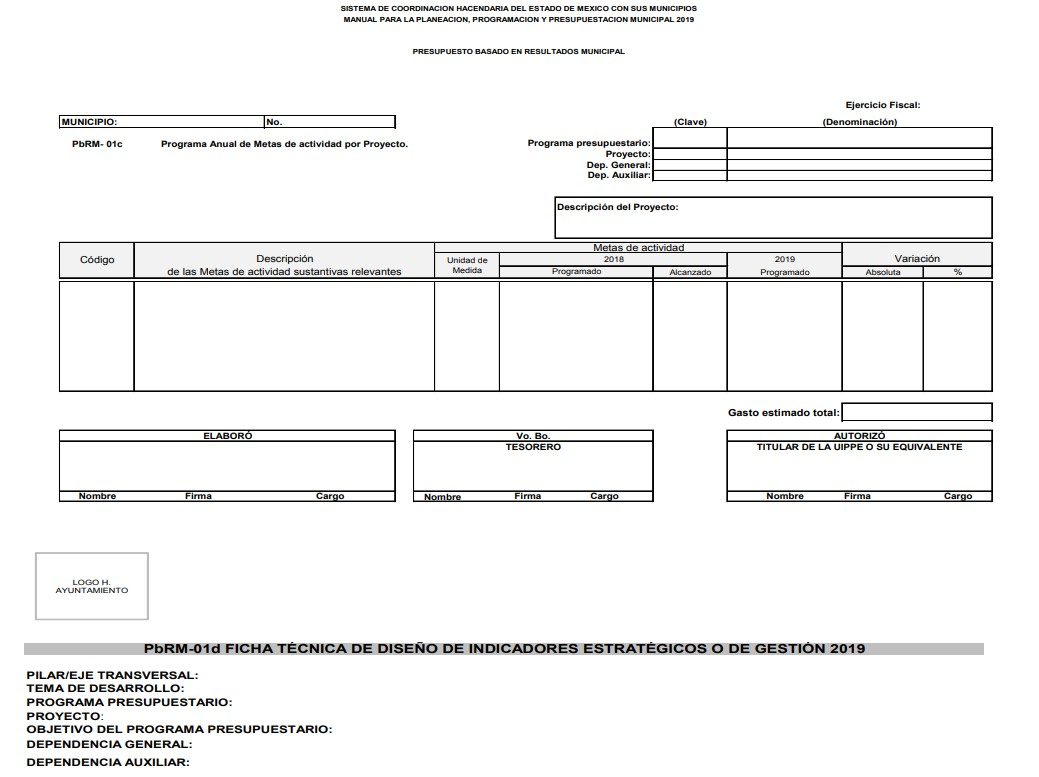 SISTEMA DE COORDINACION HACENDARIA DEL ESTADO DE MEXICO CON SUS MUNICIPIOS
MANUAL PARA LA PLANEACION, PROGRAMACION Y PRESUPUESTACION MUNICIPAL 2019
PRESUPUESTO BASADO EN RESULTADOS MUNICIPAL
Ejercicio Fiscal:
MUNICIPIO: No.
(Clave) (Denominación)
PbRM- 01c Programa Anual de Metas de actividad por Proyecto.
Programa presupuestario:
Proyecto:
Dep. General:
Dep. Auxiliar:
Descripción del Proyecto:
Metas de actividad
Código Descripción Unidad de 2018 2019 Variación
de las Metas de actividad sustantivas relevantes Medida Programado Alcanzado Programado Absoluta %
Gasto estimado total:
ELABORÓ Vo. Bo. AUTORIZÓ
TESORERO TITULAR DE LA UIPPE O SU EQUIVALENTE
Nombre Firma Cargo Nombre Firma Cargo Nombre Firma Cargo
LOGO H.
AYUNTAMIENTO
PbRM-01d FICHA TÉCNICA DE DISEÑO DE INDICADORES ESTRATÉGICOS O DE GESTIÓN 2019
PILAR/EJE TRANSVERSAL:
TEMA DE DESARROLLO:
PROGRAMA PRESUPUESTARIO:
PROYECTO:
OBJETIVO DEL PROGRAMA PRESUPUESTARIO:
DEPENDENCIA GENERAL:
DEPENDENCIA AUXILIAR: